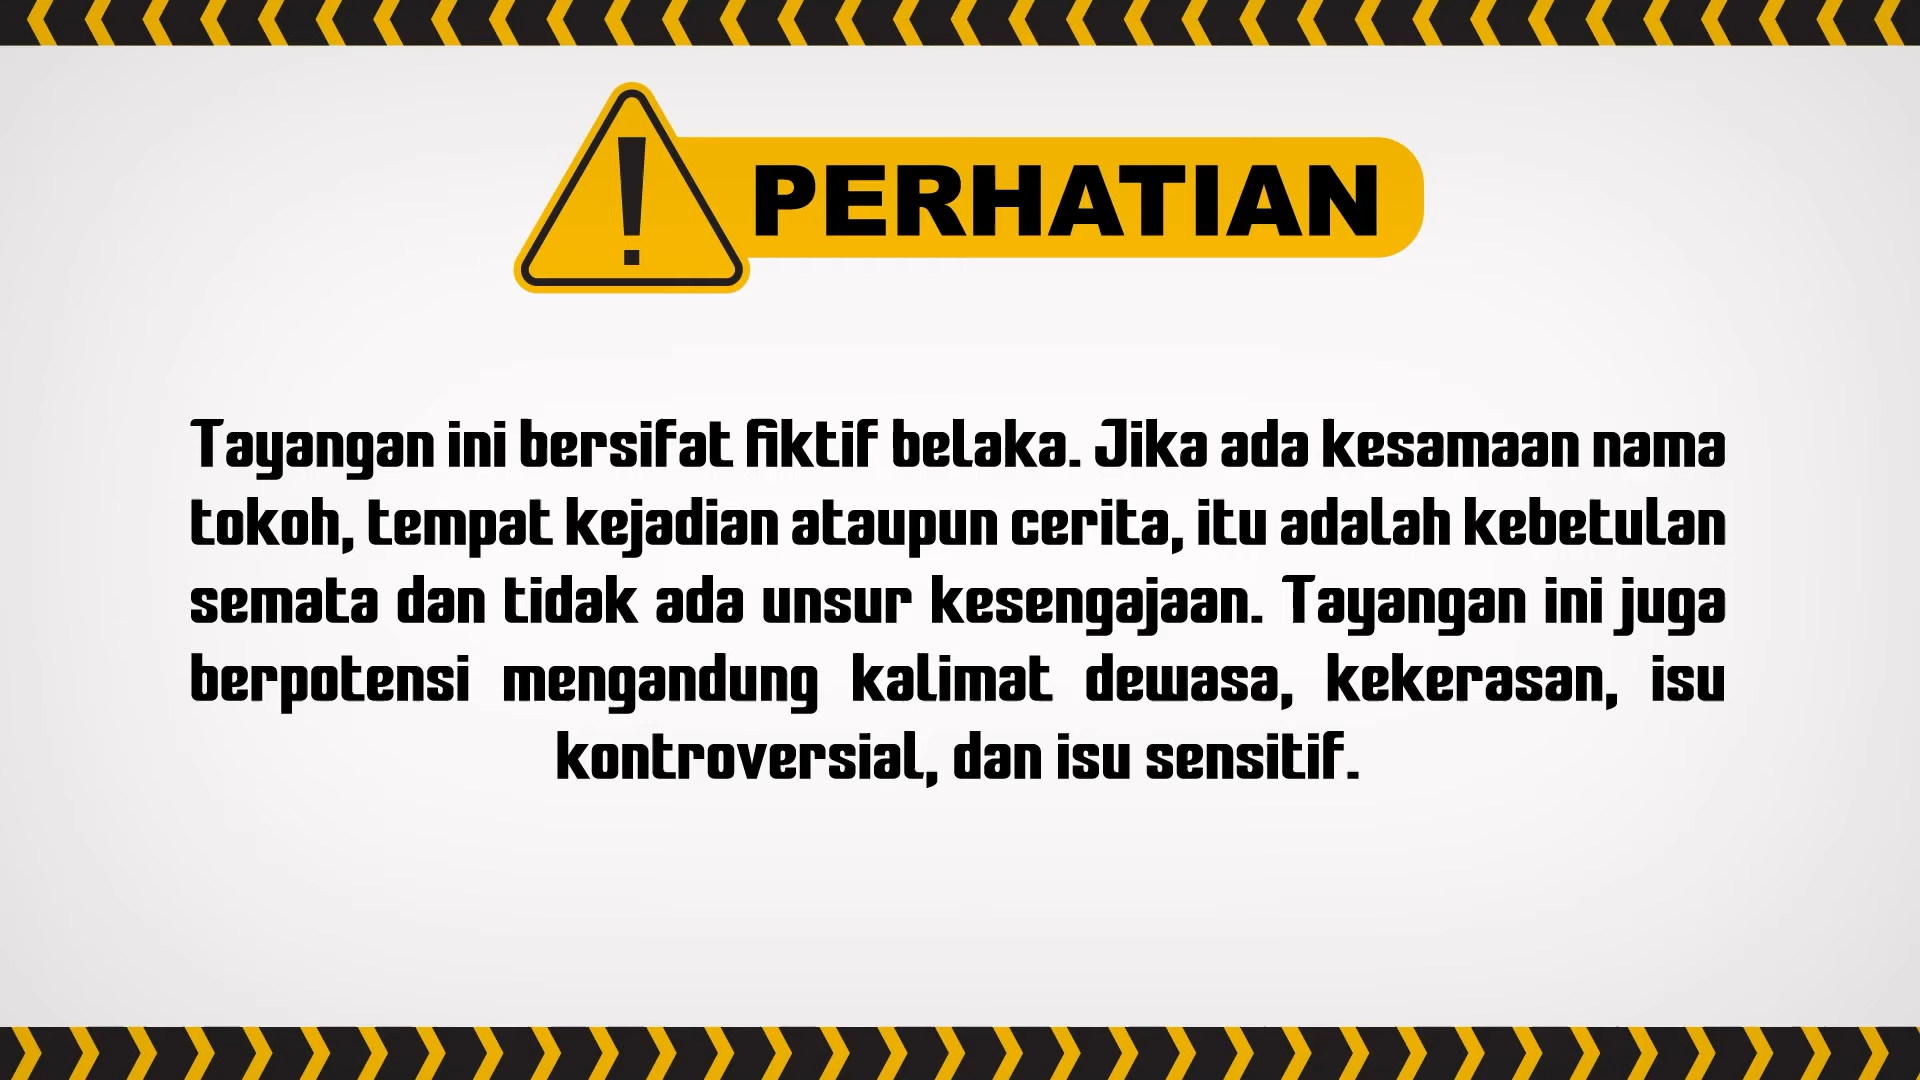 PERHATIAN
Tayangan ini bersifat fiktif belaka. Jika ada kesamaan nama
tokoh, tempat kejadian ataupun cerita, itu adalah kebetulan
semata dan tidak ada unsur kesengajaan. Tayangan ini juga
berpotensi mengandung kalimat dewasa, kekerasan, isu
kontroversial, dan isu sensitif.